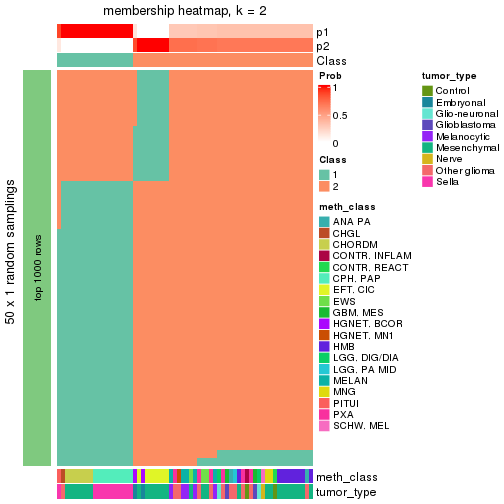 membership heatmap, k = 2
p1
p2
Class
50 x 1 random samplings
top 1000 rows
meth_class
tumor_type
Prob
1
0.5
0
Class
1
2
meth_class
ANA PA
CHGL
CHORDM
CONTR. INFLAM
CONTR. REACT
CPH. PAP
EFT. CIC
EWS
GBM. MES
HGNET. BCOR
HGNET. MN1
HMB
LGG. DIG/DIA
LGG. PA MID
MELAN
MNG
PITUI
PXA
SCHW. MEL
tumor_type
Control
Embryonal
Glio-neuronal
Glioblastoma
Melanocytic
Mesenchymal
Nerve
Other glioma
Sella